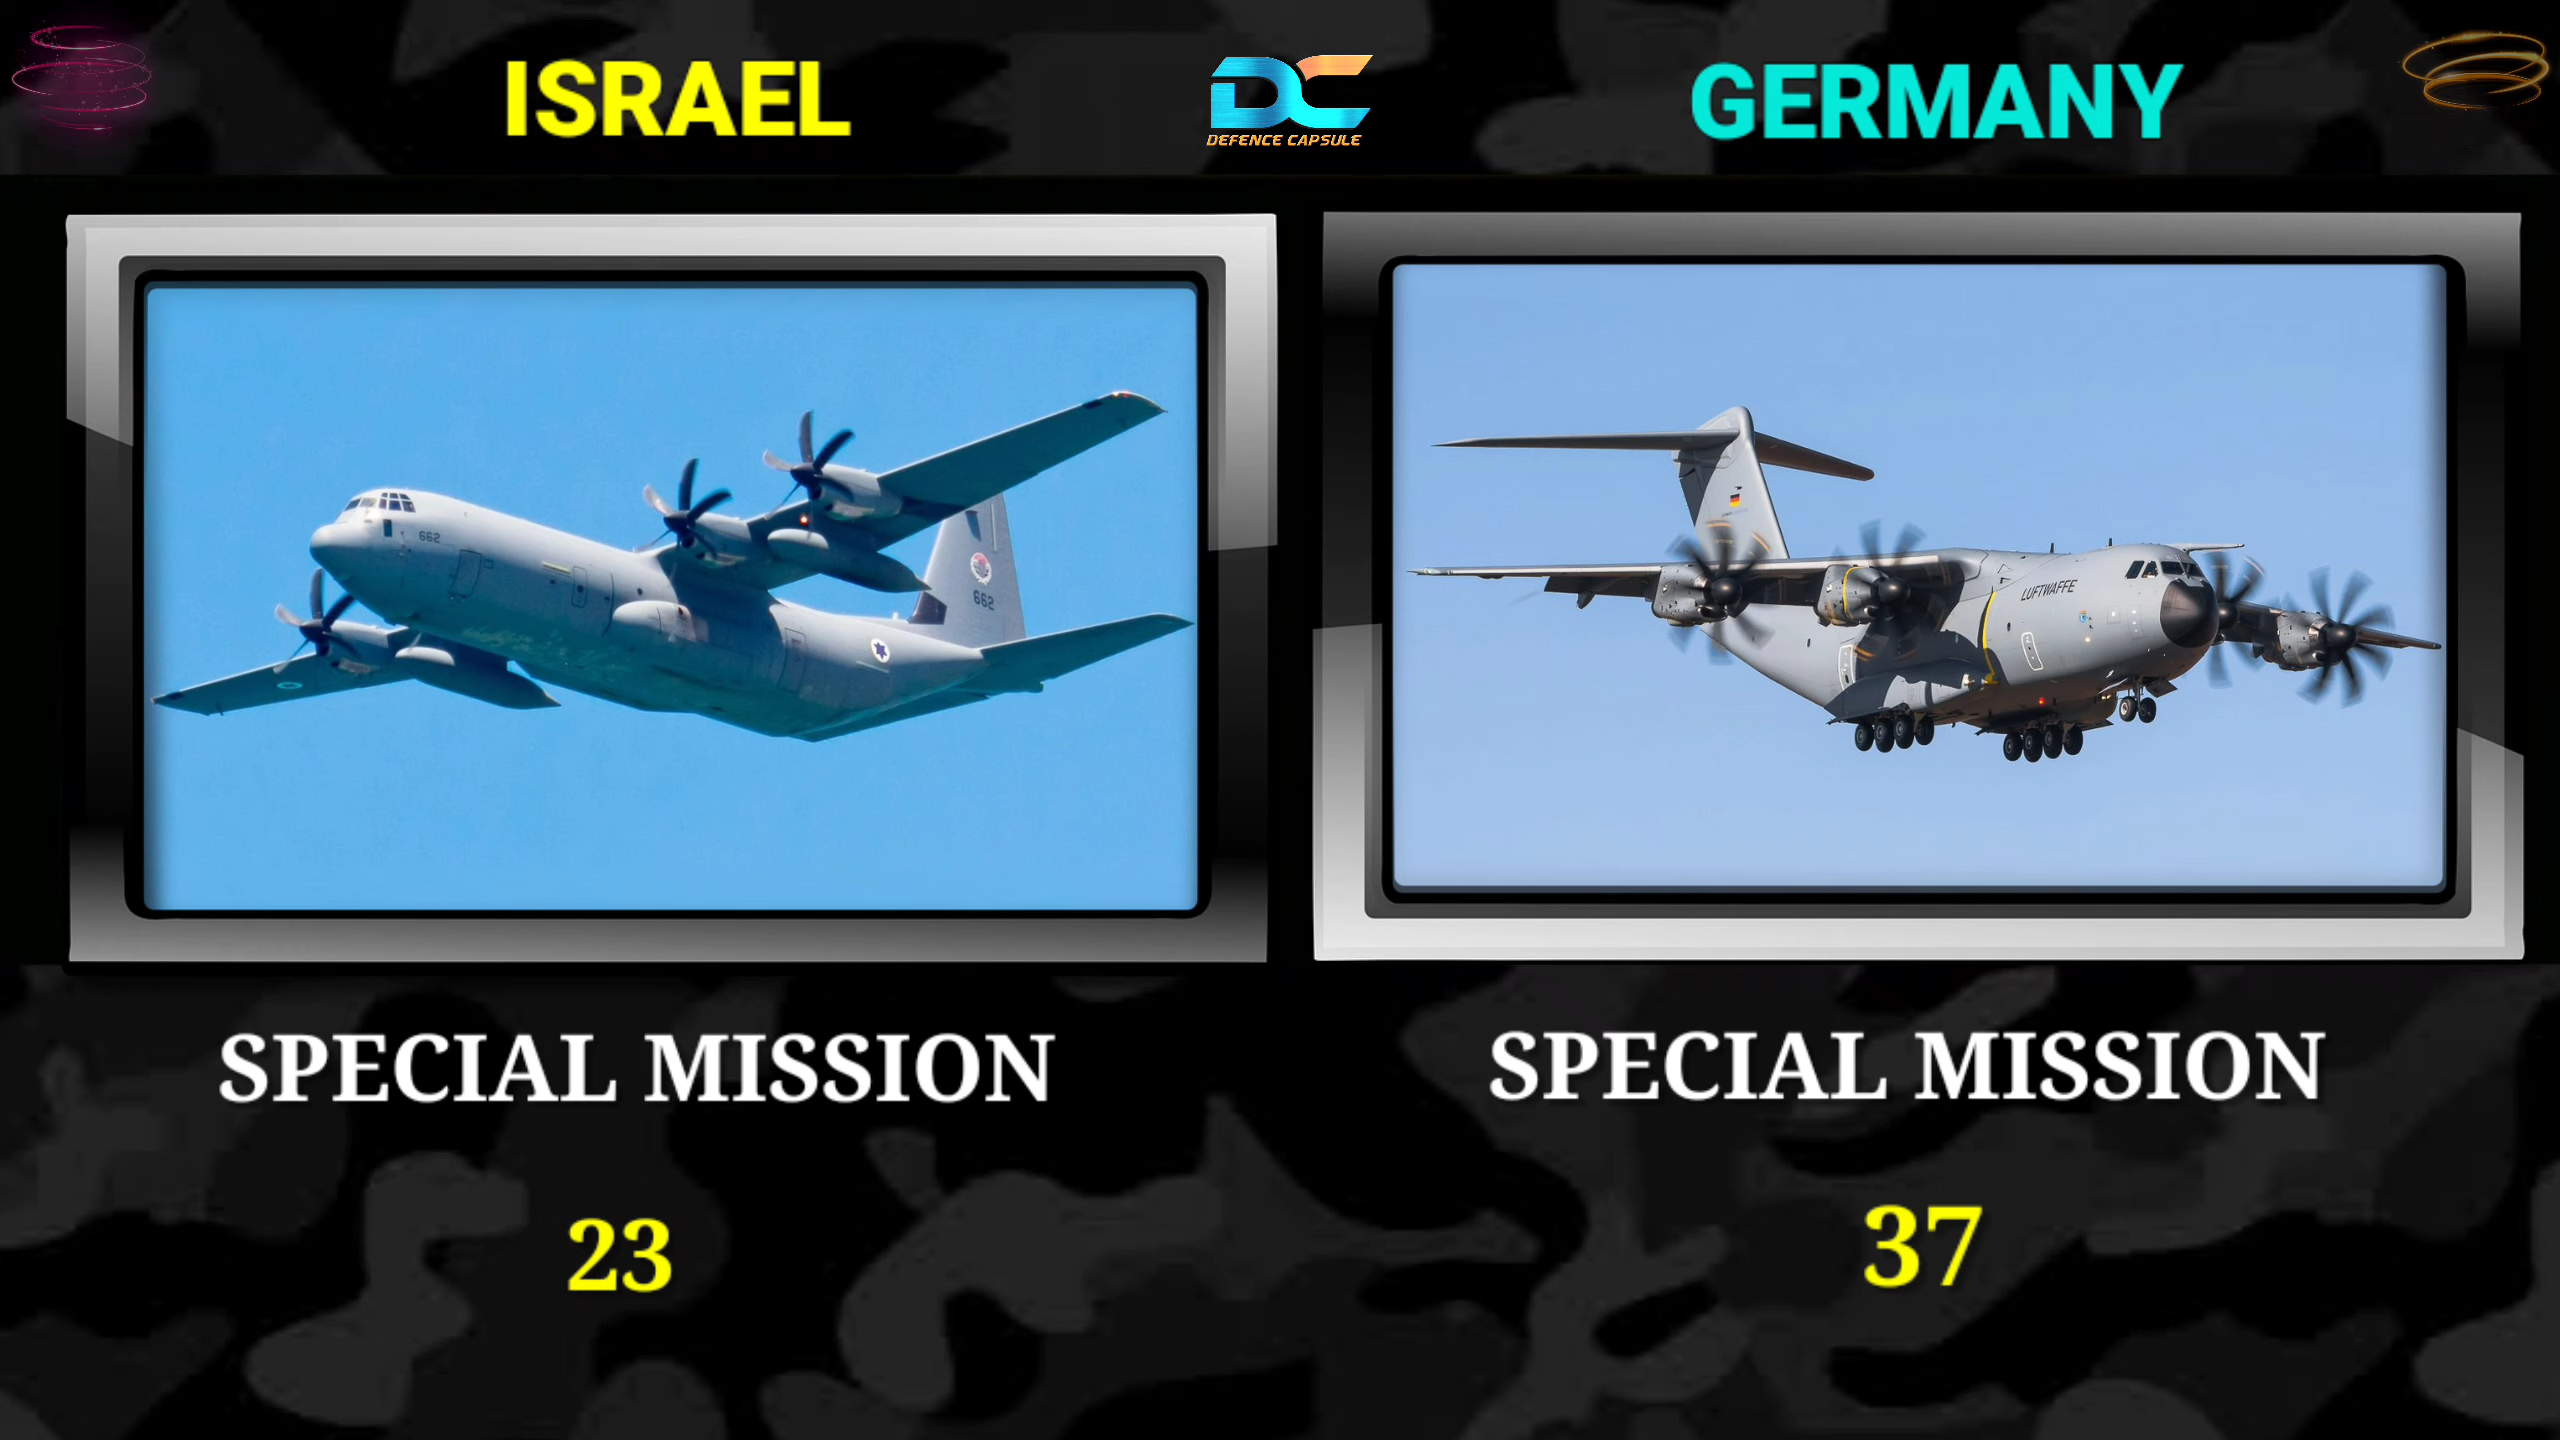 ISRAEL
DC
DEFENCE CAPSULE
GERMANY
662
662
LUFTWAFFE
SPECIAL MISSION
SPECIAL MISSION
23
37